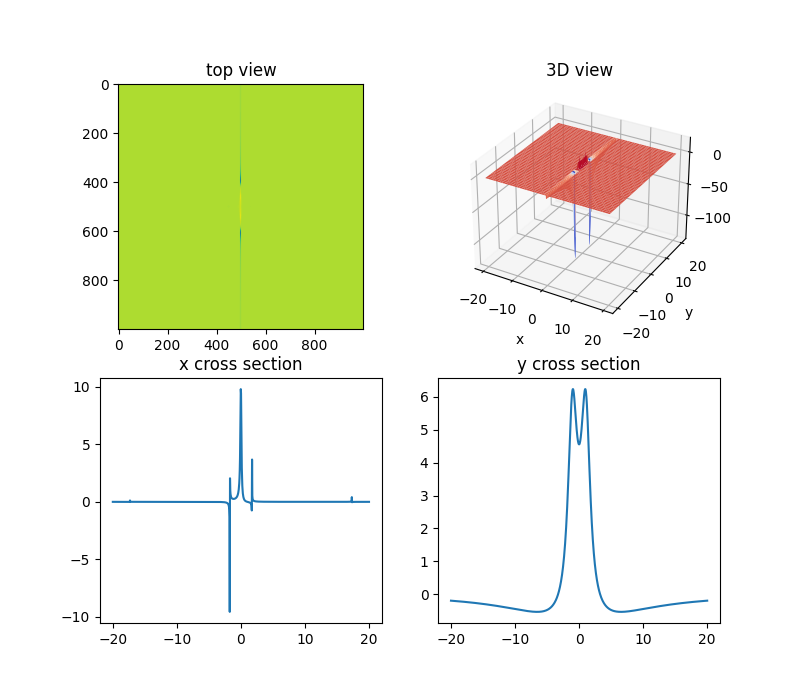 top view
0
200
400
600
800
0 200 400 600 800
3D view
0
−50
−100
−20 −10 0 10 20
x
−20 −10 0 10 20
y
x cross section
10
5
0
−5
−10
−20 −10 0 10 20
y cross section
6
5
4
3
2
1
0
−20 −10 0 10 20